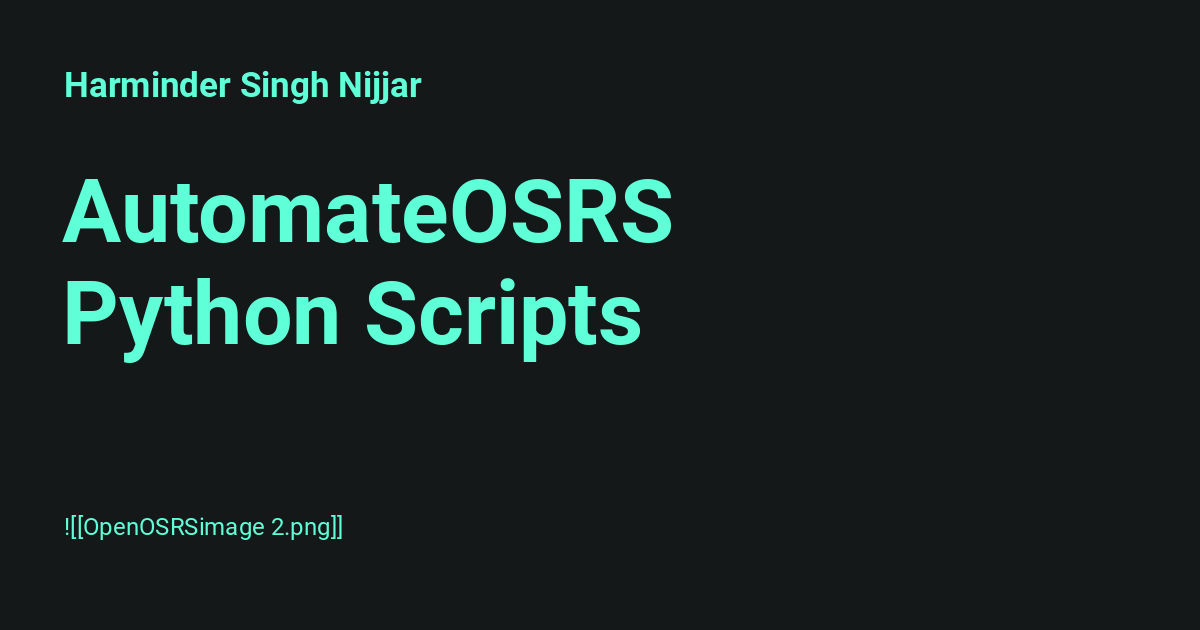 Harminder Singh Nijjar
AutomateOSRS
Python Scripts
![[OpenOSRSimage 2.png]]